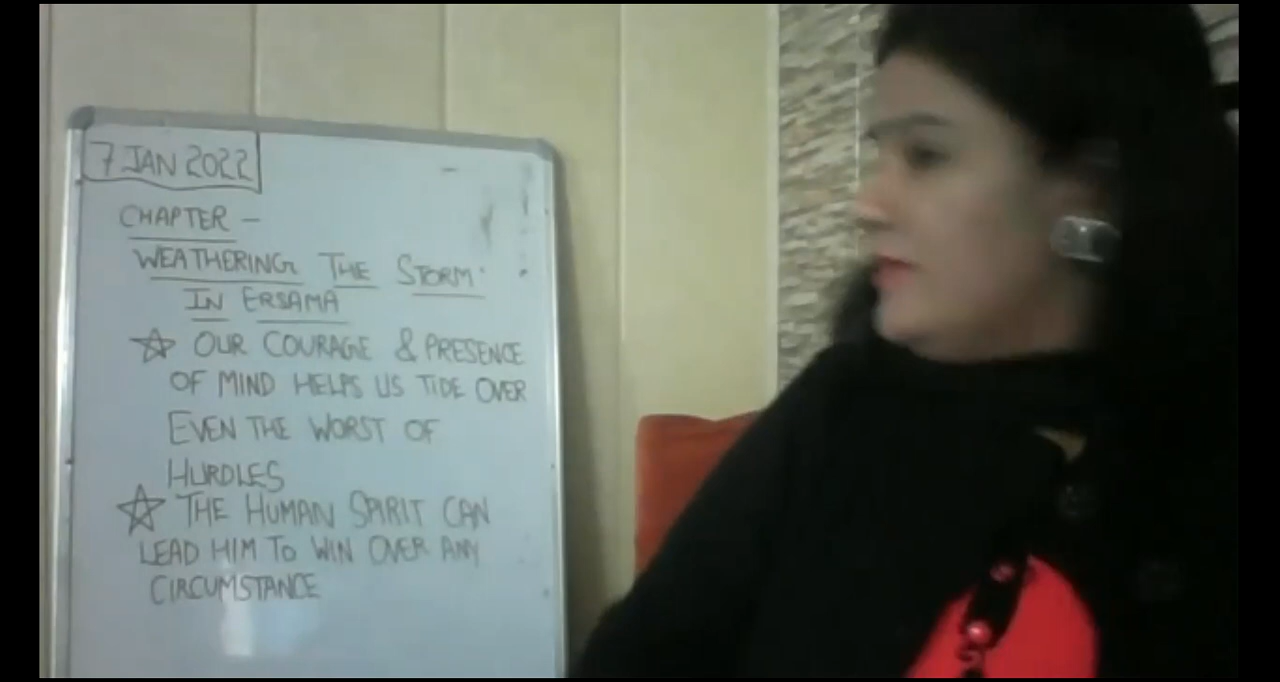 7 JAN 2022
CHAPTER -
WEATHERING THE STORM
IN ERSAMA
☆ OUR COURAGE & PRESENCE
OF MIND HELPS US TIDE OVER
EVEN THE WORST OF
HURDLES
☆ THE HUMAN SPIRIT CAN
LEAD HIM TO WIN OVER ANY
CIRCUMSTANCE